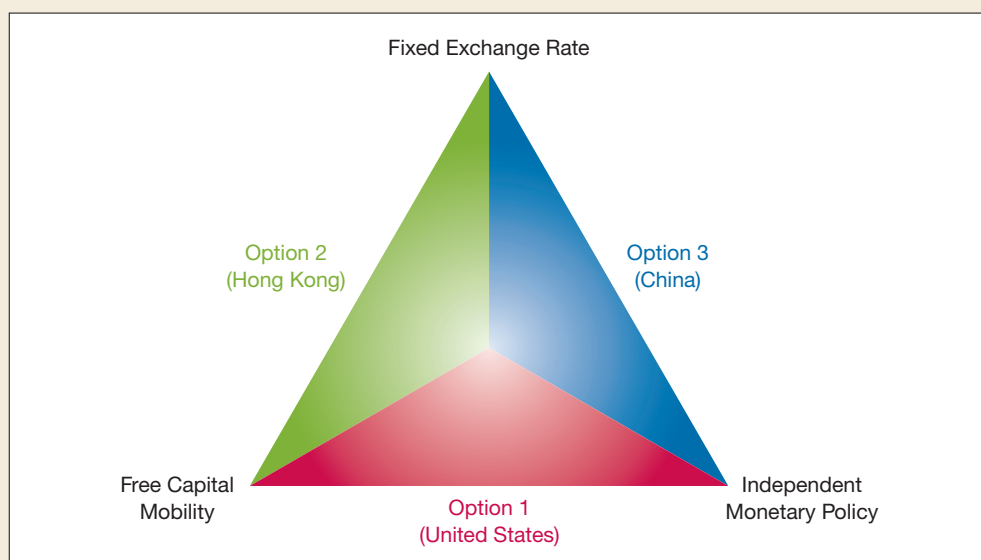 Fixed Exchange Rate
Option 2
(Hong Kong)
Option 3
(China)
Free Capital
Mobility
Independent
Monetary Policy
Option 1
(United States)